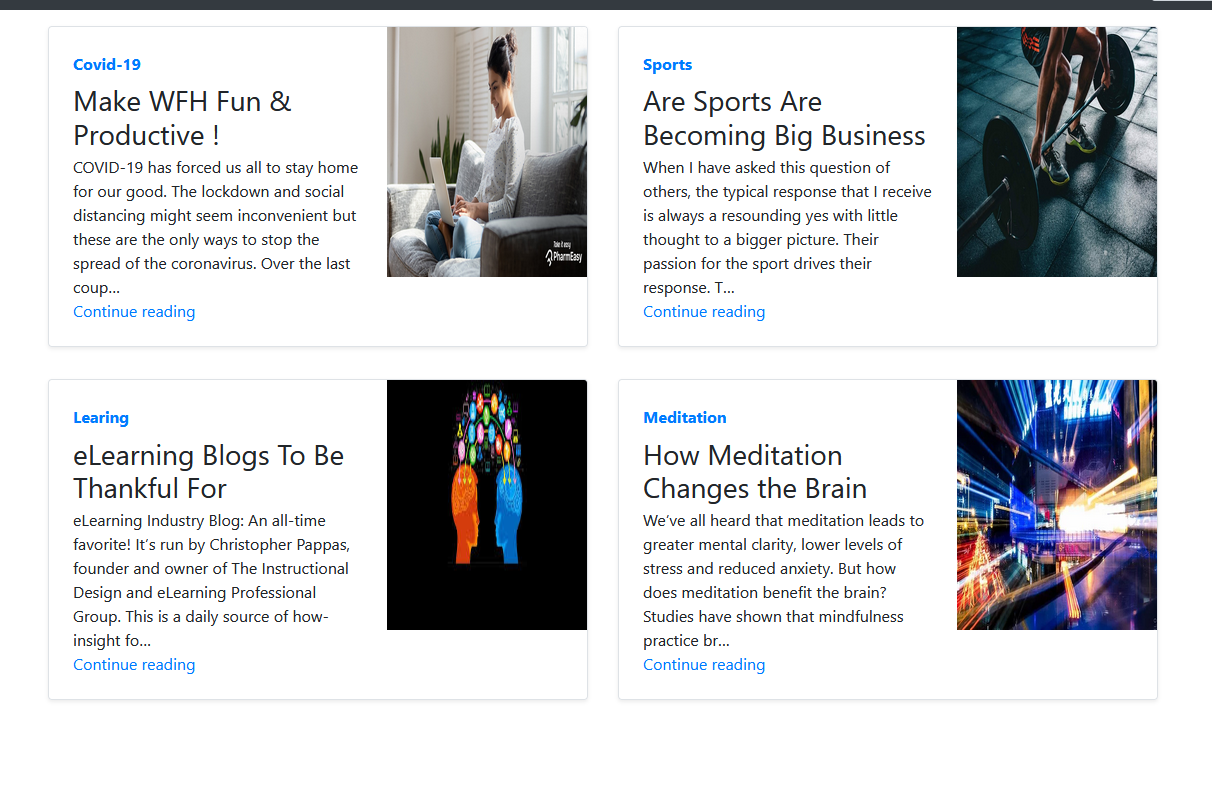 Covid-19
Make WFH Fun &
Productive !
COVID-19 has forced us all to stay home
for our good. The lockdown and social
distancing might seem inconvenient but
these are the only ways to stop the
spread of the coronavirus. Over the last
coup...
Continue reading
Take it easy
PharmEasy
Sports
Are Sports Are
Becoming Big Business
When I have asked this question of
others, the typical response that I receive
is always a resounding yes with little
thought to a bigger picture. Their
passion for the sport drives their
response. T...
Continue reading
Learing
eLearning Blogs To Be
Thankful For
eLearning Industry Blog: An all-time
favorite! It’s run by Christopher Pappas,
founder and owner of The Instructional
Design and eLearning Professional
Group. This is a daily source of how-
insight fo...
Continue reading
Meditation
How Meditation
Changes the Brain
We’ve all heard that meditation leads to
greater mental clarity, lower levels of
stress and reduced anxiety. But how
does meditation benefit the brain?
Studies have shown that mindfulness
practice br...
Continue reading